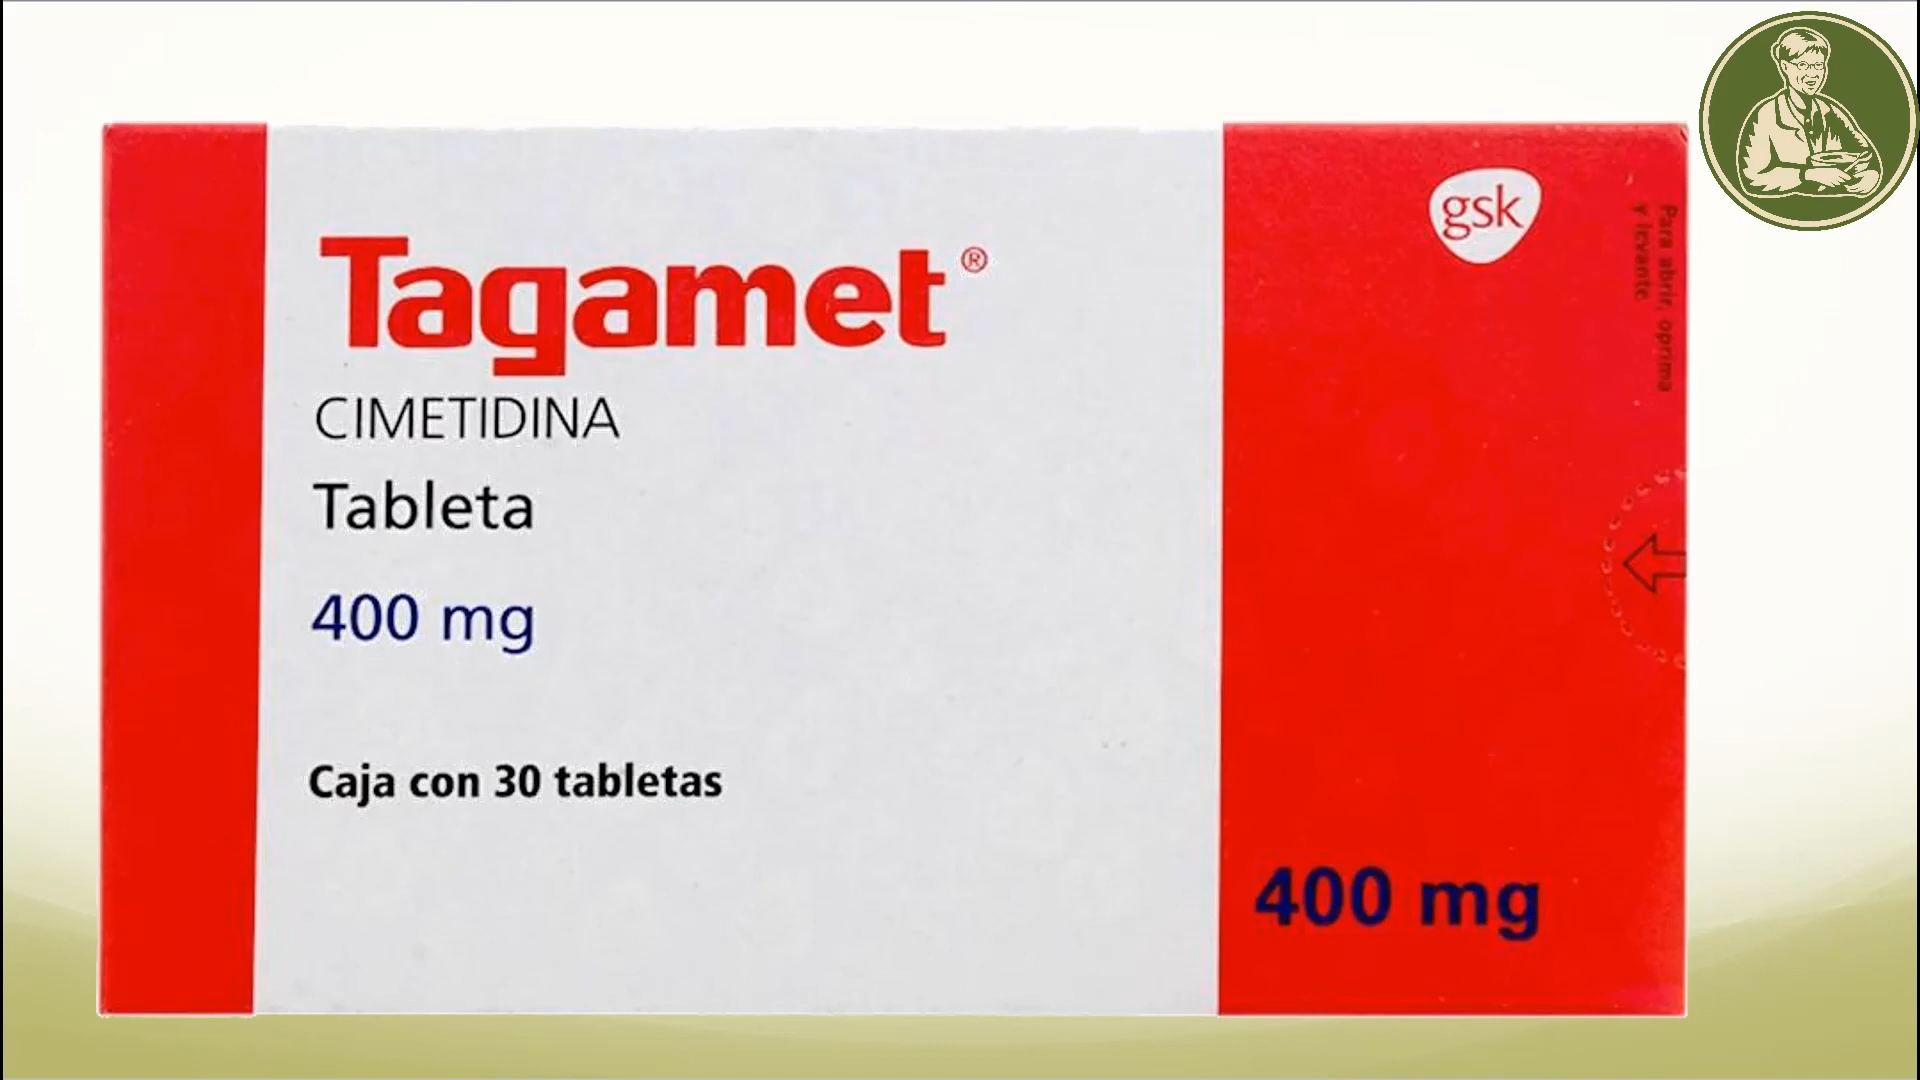 Tagamet®
CIMETIDINA
Tableta
400 mg
Caja con 30 tabletas
gsk
Para abrir, oprima
y levante
400 mg